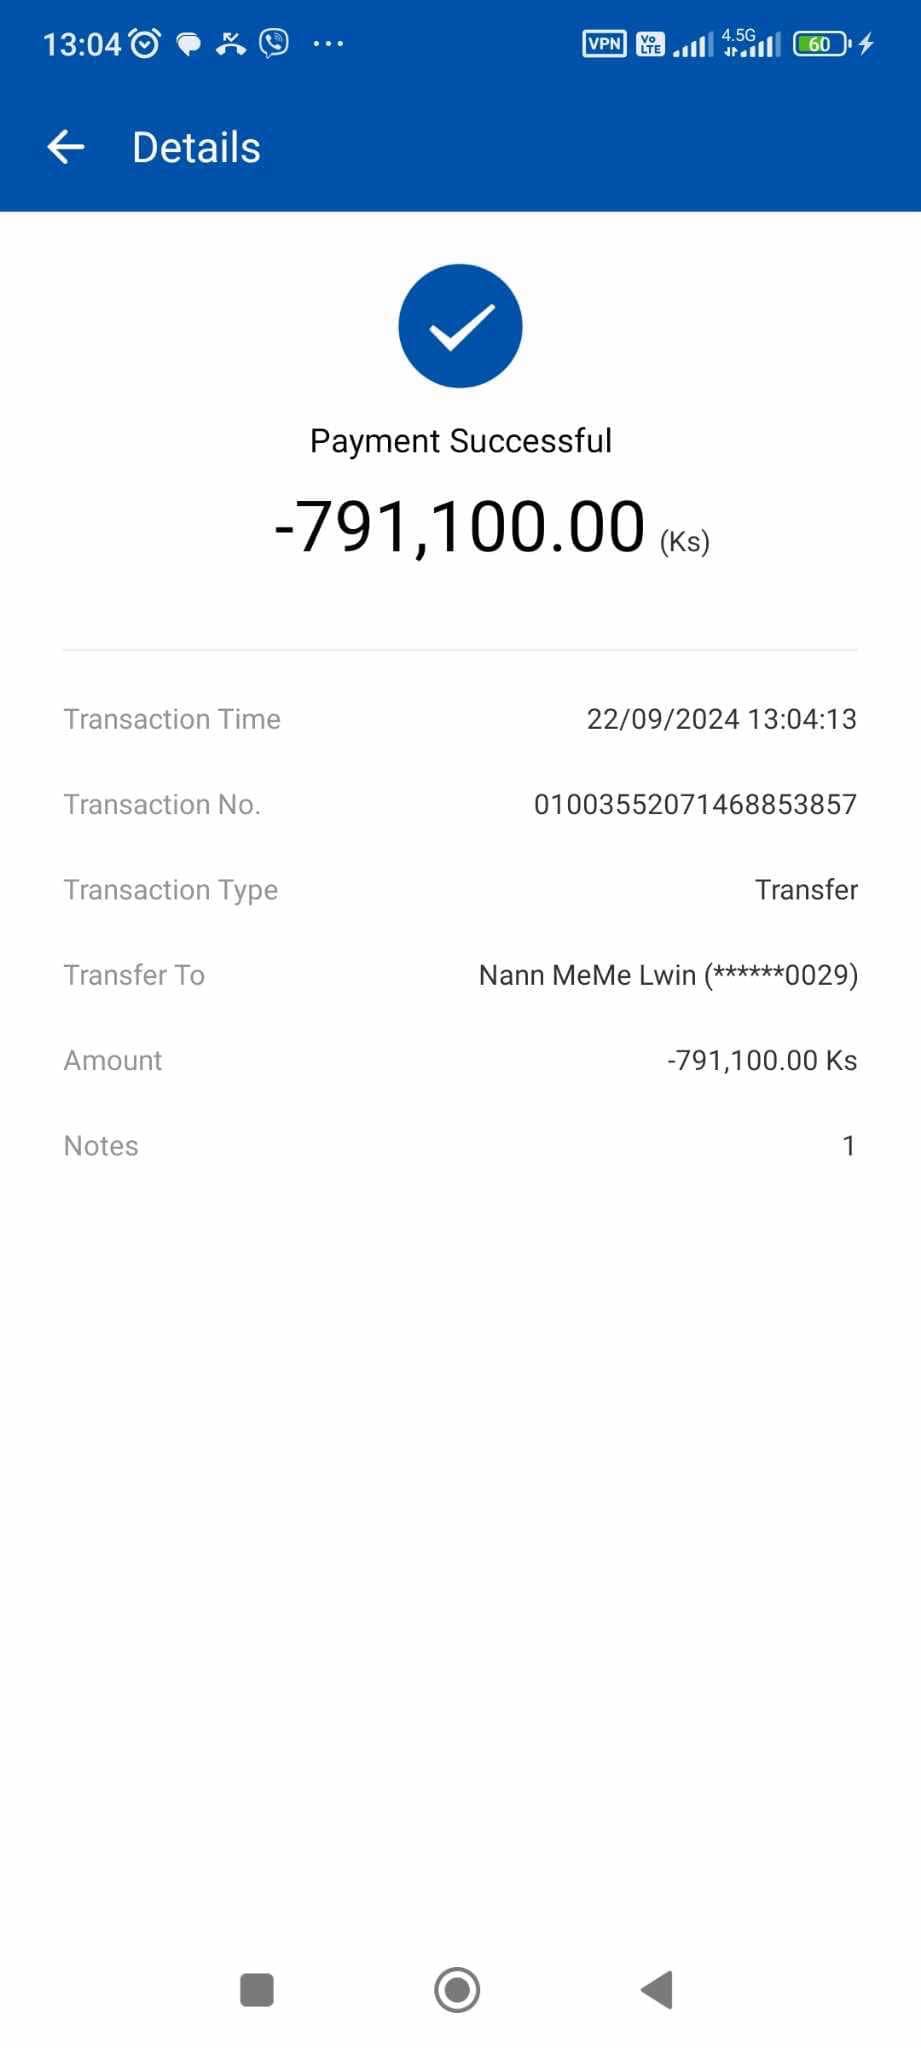 13:04 VPN Vo LTE 4.5G 60
Details
Payment Successful
-791,100.00 (Ks)
Transaction Time 22/09/2024 13:04:13
Transaction No. 01003552071468853857
Transaction Type Transfer
Transfer To Nann MeMe Lwin (******0029)
Amount -791,100.00 Ks
Notes 1